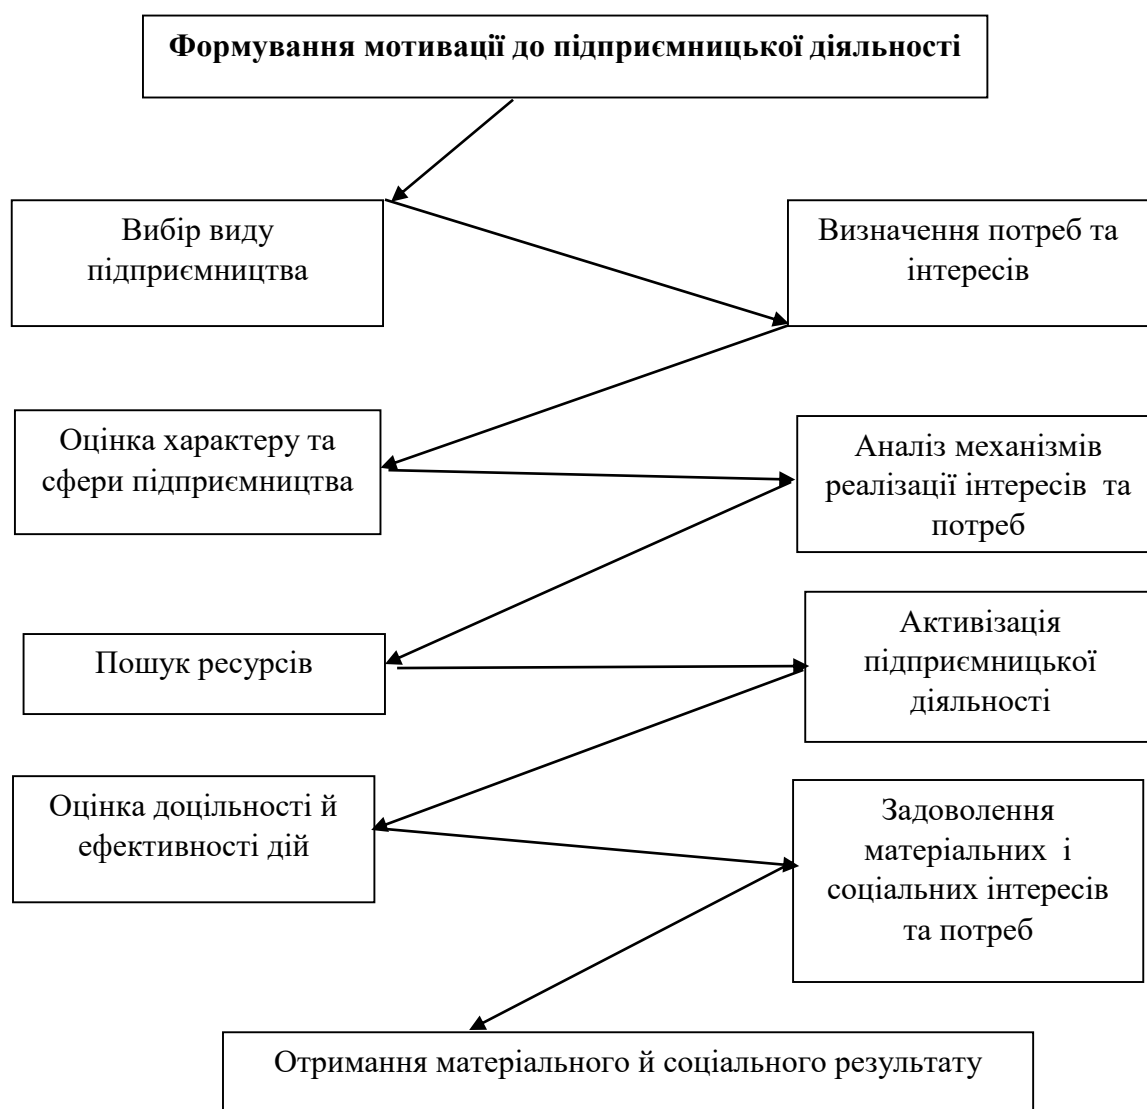 Формування мотивації до підприємницької діяльності
Вибір виду
підприємництва
Визначення потреб та
інтересів
Оцінка характеру та
сфери підприємництва
Аналіз механізмів
реалізації інтересів та
потреб
Пошук ресурсів
Активізація
підприємницької
діяльності
Оцінка доцільності й
ефективності дій
Задоволення
матеріальних і
соціальних інтересів
та потреб
Отримання матеріального й соціального результату